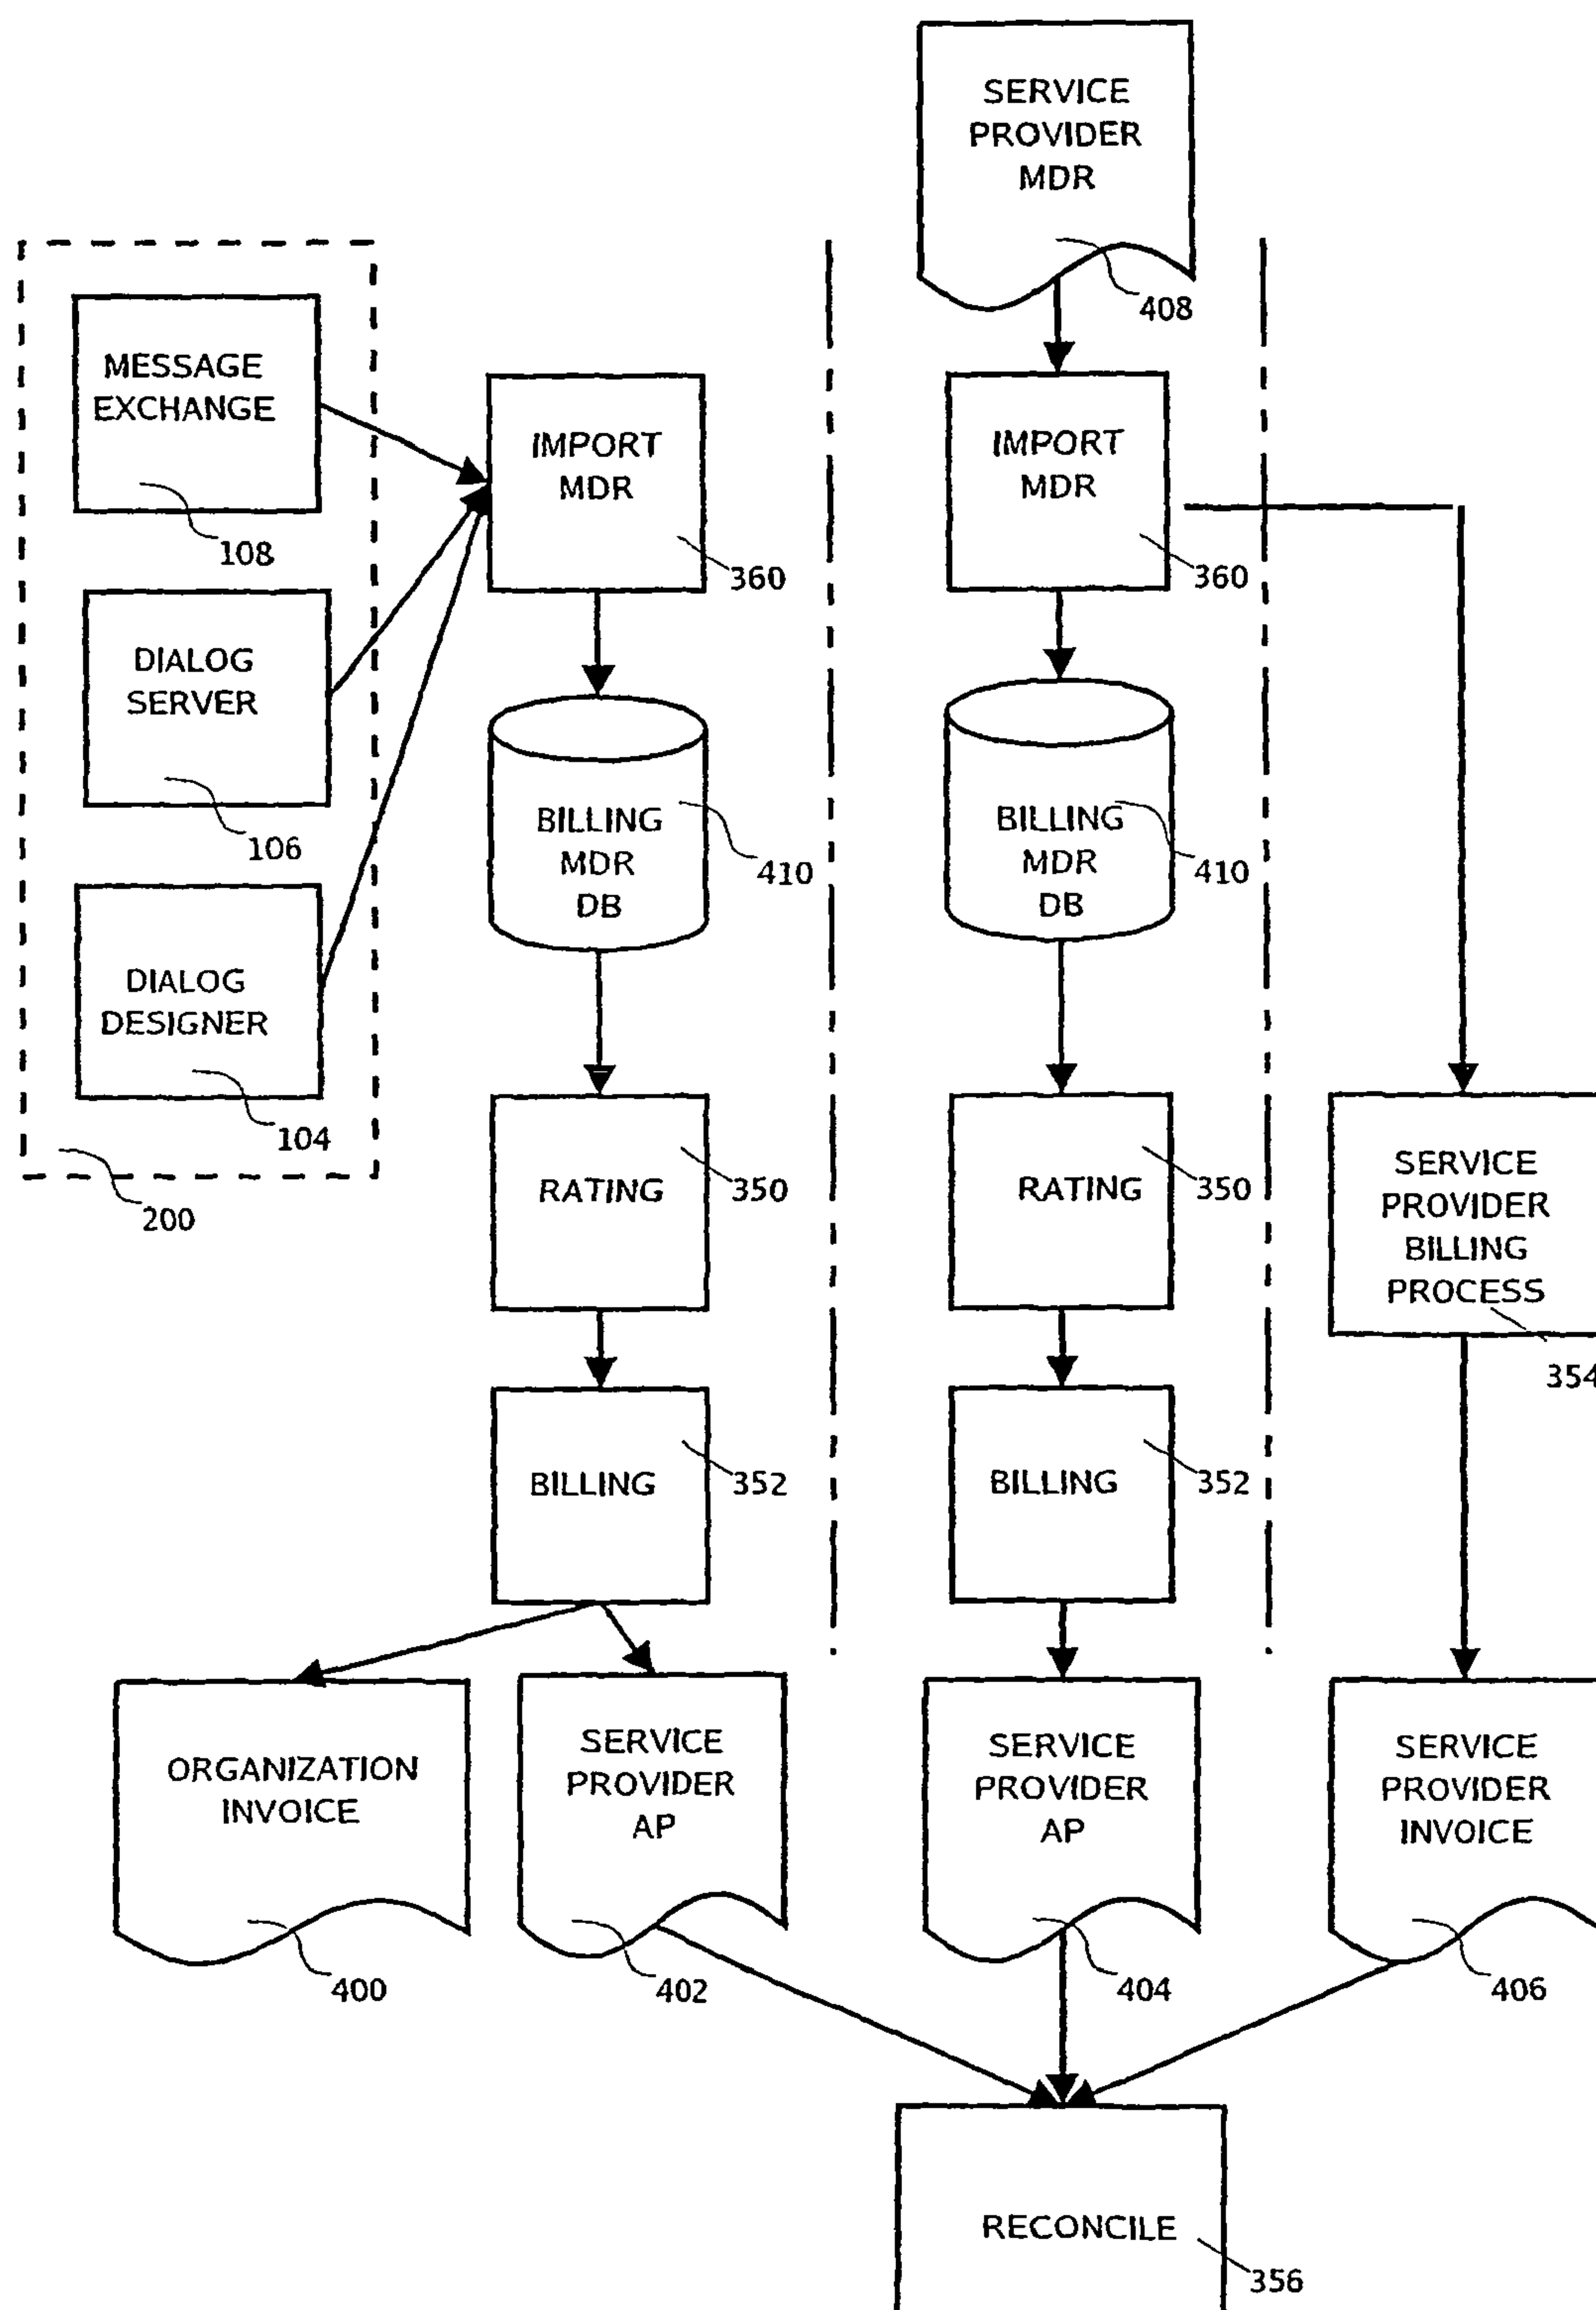 SERVICE
PROVIDER
MDR
408
MESSAGE
EXCHANGE
108
IMPORT
MDR
360
IMPORT
MDR
360
DIALOG
SERVER
106
BILLING
MDR
DB
410
BILLING
MDR
DB
410
DIALOG
DESIGNER
104
200
RATING
350
RATING
350
SERVICE
PROVIDER
BILLING
PROCESS
354
BILLING
352
BILLING
352
ORGANIZATION
INVOICE
400
SERVICE
PROVIDER
AP
402
SERVICE
PROVIDER
AP
404
SERVICE
PROVIDER
INVOICE
406
RECONCILE
356